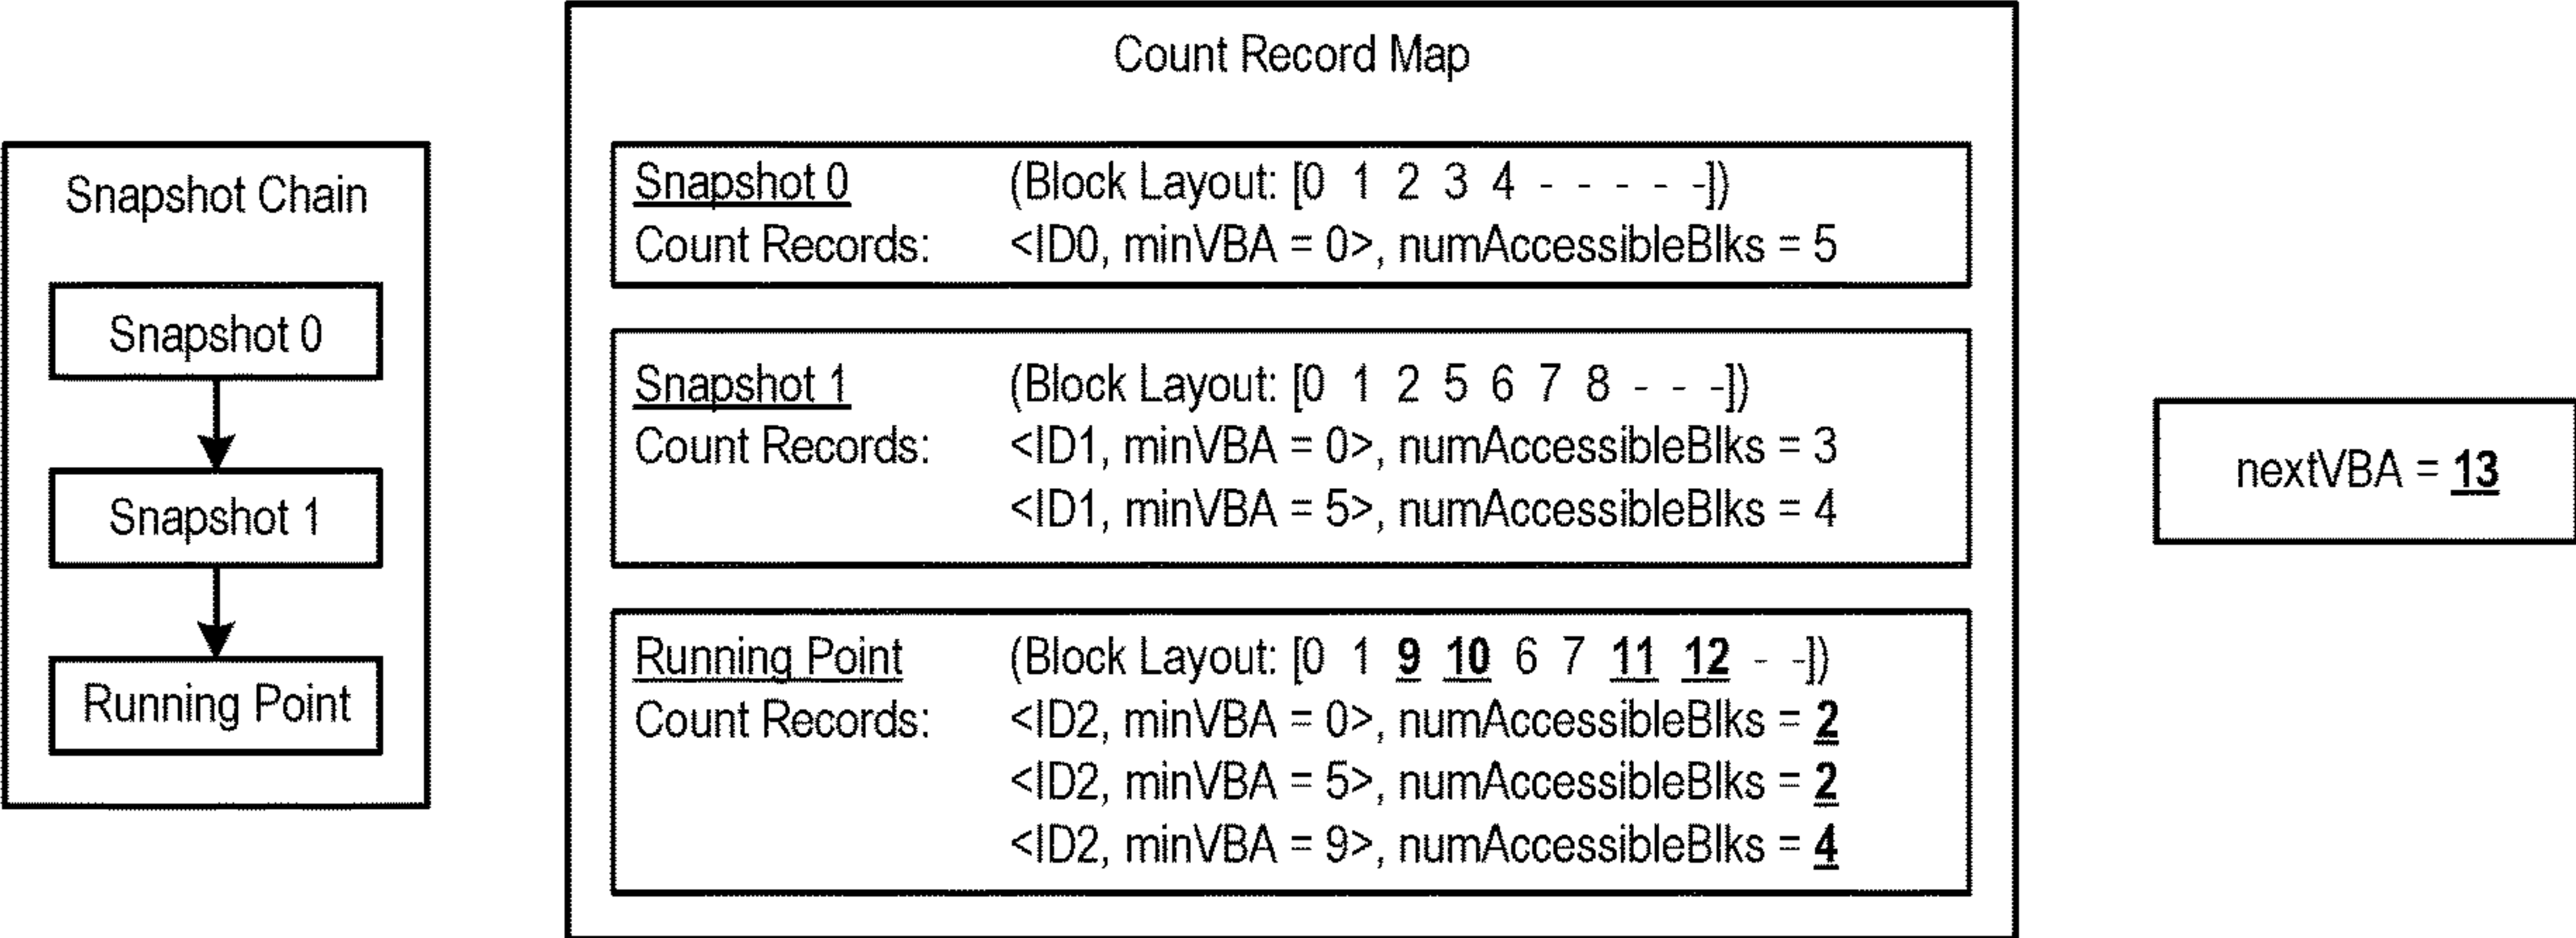 Snapshot Chain
Snapshot 0
Snapshot 1
Running Point
Count Record Map
Snapshot 0 (Block Layout: [0 1 2 3 4 - - - - -])
Count Records: <ID0, minVBA = 0>, numAccessibleBlks = 5
Snapshot 1 (Block Layout: [0 1 2 5 6 7 8 - - -])
Count Records: <ID1, minVBA = 0>, numAccessibleBlks = 3
<ID1, minVBA = 5>, numAccessibleBlks = 4
Running Point (Block Layout: [0 1 9 10 6 7 11 12 - -])
Count Records: <ID2, minVBA = 0>, numAccessibleBlks = 2
<ID2, minVBA = 5>, numAccessibleBlks = 2
<ID2, minVBA = 9>, numAccessibleBlks = 4
nextVBA = 13